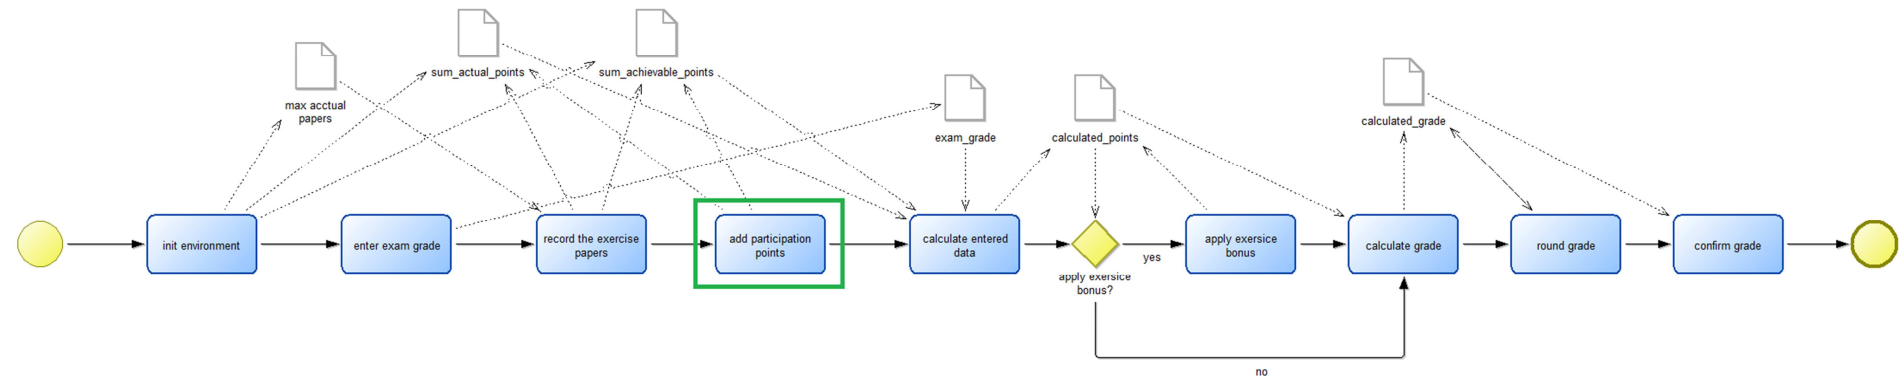 sum_actual_points
sum_achievable_points
max acctual
papers
exam_grade
calculated_points
calculated_grade
init environment
enter exam grade
record the exercise
papers
add participation
points
calculate entered
data
apply exersice
bonus?
yes
apply exersice
bonus
calculate grade
round grade
confirm grade
no